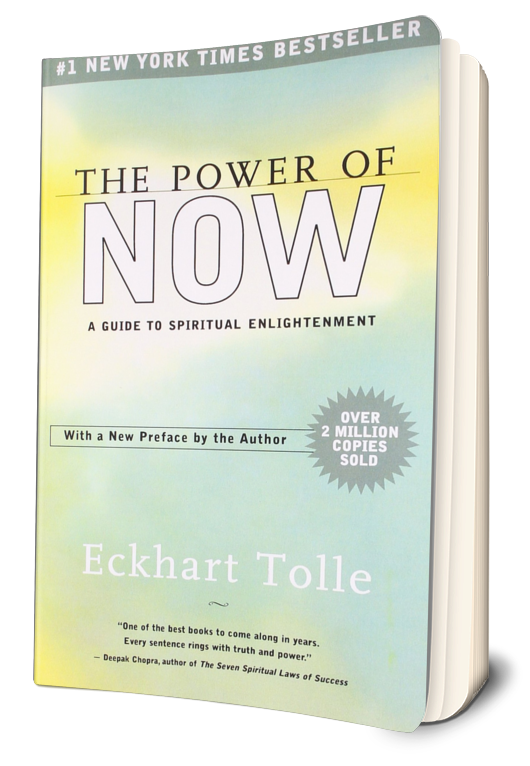 #1 NEW YORK TIMES BESTSELLER
THE POWER OF
NOW
A GUIDE TO SPIRITUAL ENLIGHTENMENT
With a New Preface by the Author
OVER
2 MILLION
COPIES
SOLD
Eckhart Tolle
“One of the best books to come along in years.
Every sentence rings with truth and power.”
— Deepak Chopra, author of The Seven Spiritual Laws of Success